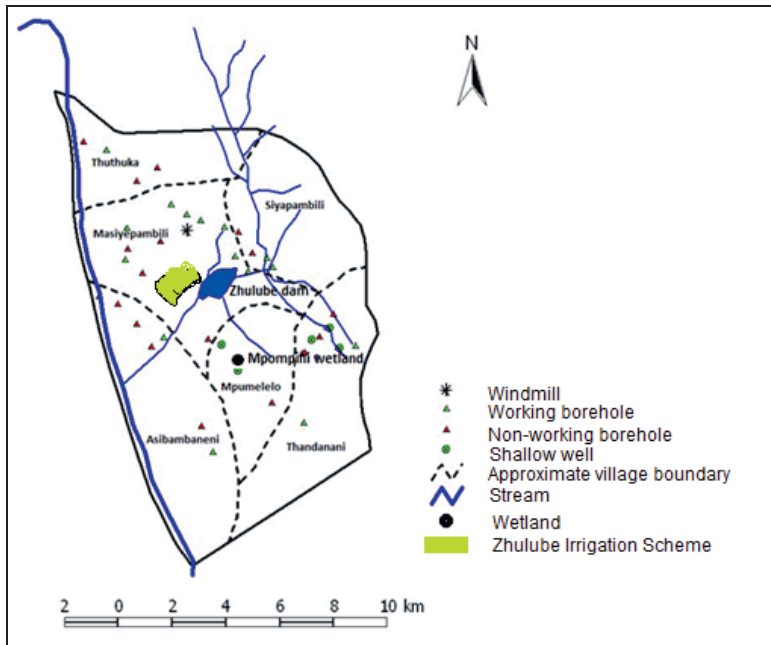 N
Thuthuka
Siyapambili
Masiyepambili
Zhulube dam
Mpompini wetland
Mpumelelo
Asibambaneni
Thandanani
Windmill
Working borehole
Non-working borehole
Shallow well
Approximate village boundary
Stream
Wetland
Zhulube Irrigation Scheme
2 0 2 4 6 8 10 km